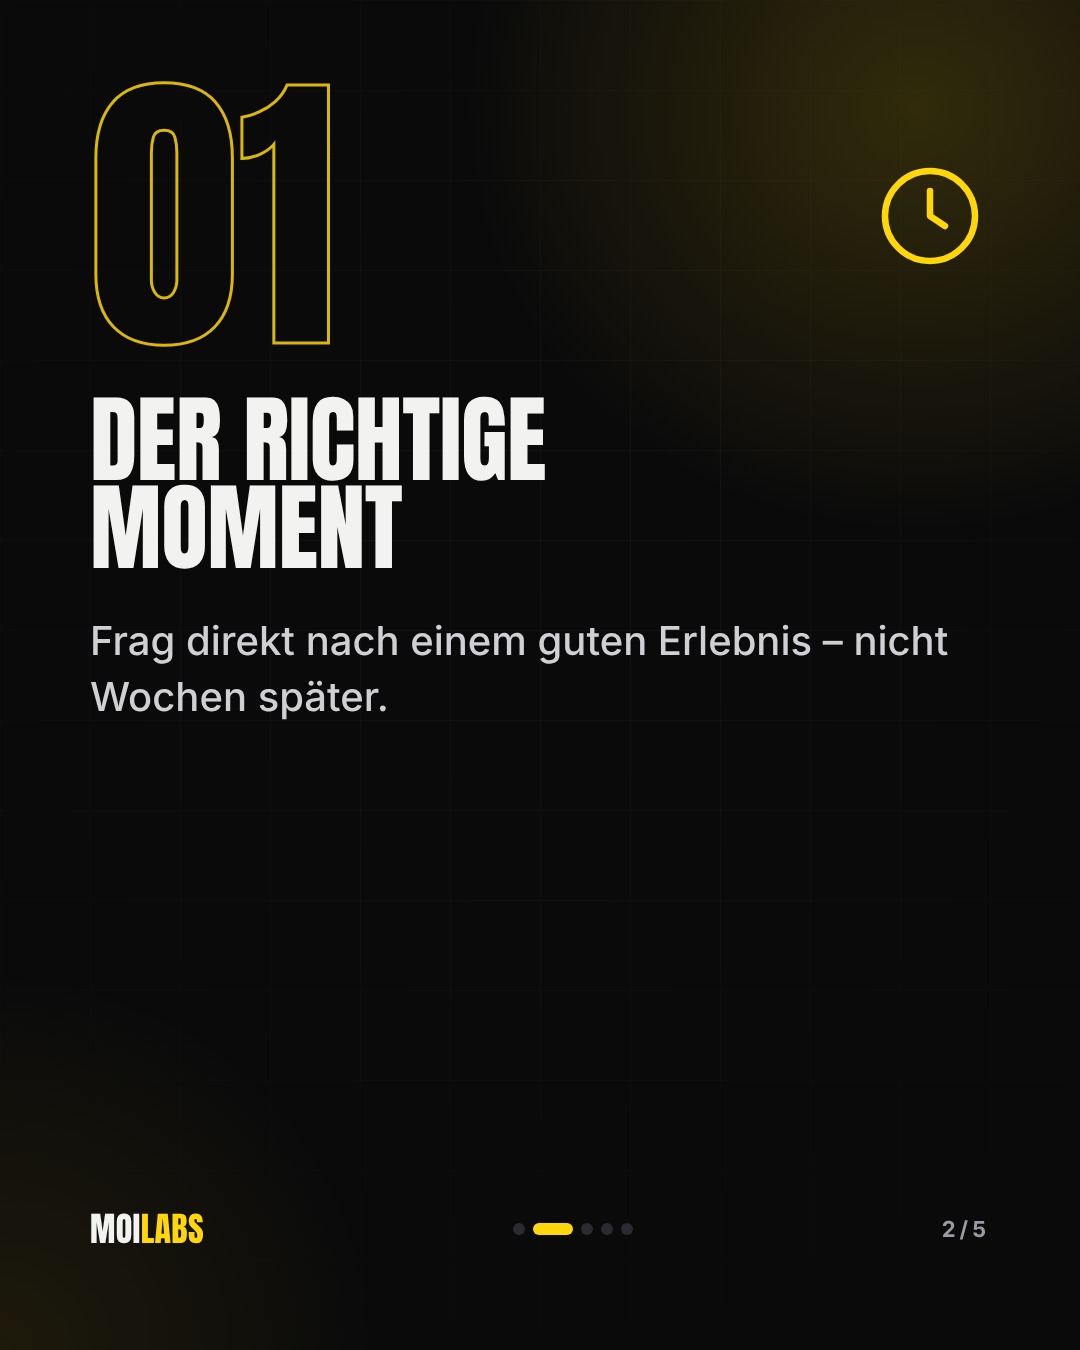 01
DER RICHTIGE
MOMENT
Frag direkt nach einem guten Erlebnis – nicht
Wochen später.
MOILABS
2/5